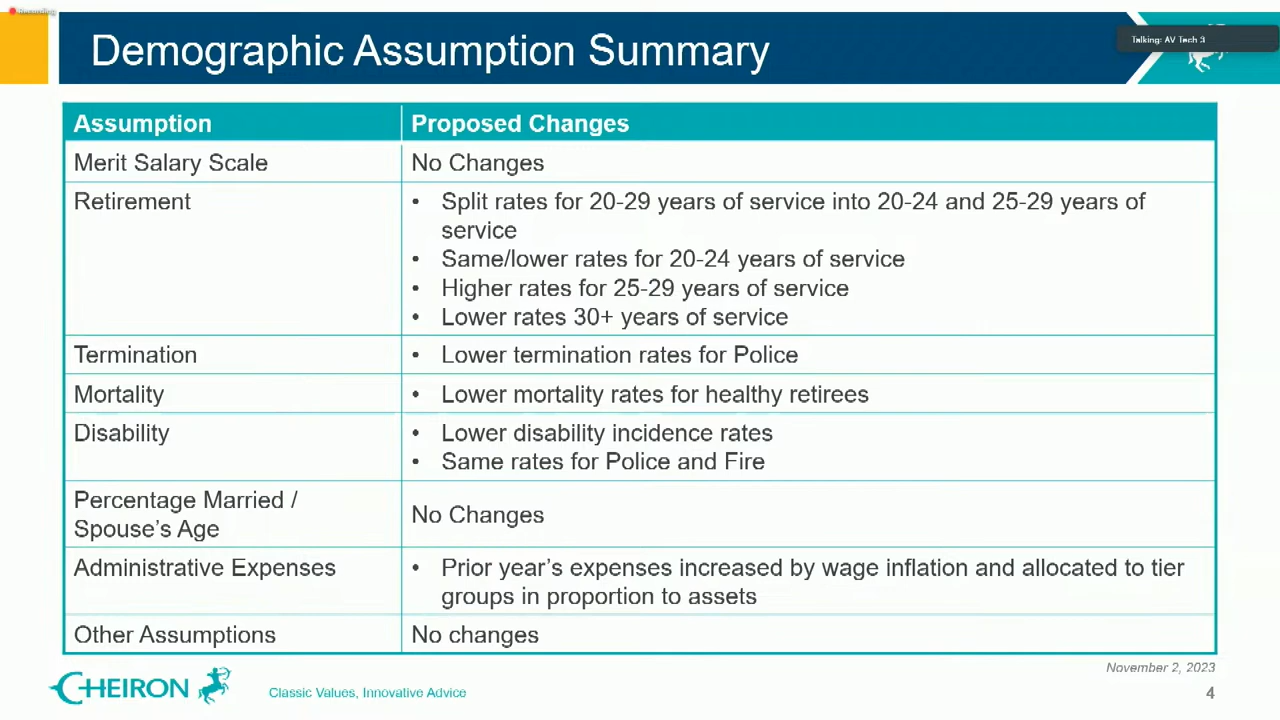 Recording
Talking: AV Tech 3
Demographic Assumption Summary
Assumption
Proposed Changes
Merit Salary Scale
No Changes
Retirement
• Split rates for 20-29 years of service into 20-24 and 25-29 years of
service
• Same/lower rates for 20-24 years of service
• Higher rates for 25-29 years of service
• Lower rates 30+ years of service
Termination
• Lower termination rates for Police
Mortality
• Lower mortality rates for healthy retirees
Disability
• Lower disability incidence rates
• Same rates for Police and Fire
Percentage Married /
Spouse’s Age
No Changes
Administrative Expenses
• Prior year’s expenses increased by wage inflation and allocated to tier
groups in proportion to assets
Other Assumptions
No changes
November 2, 2023
CHEIRON
Classic Values, Innovative Advice
4